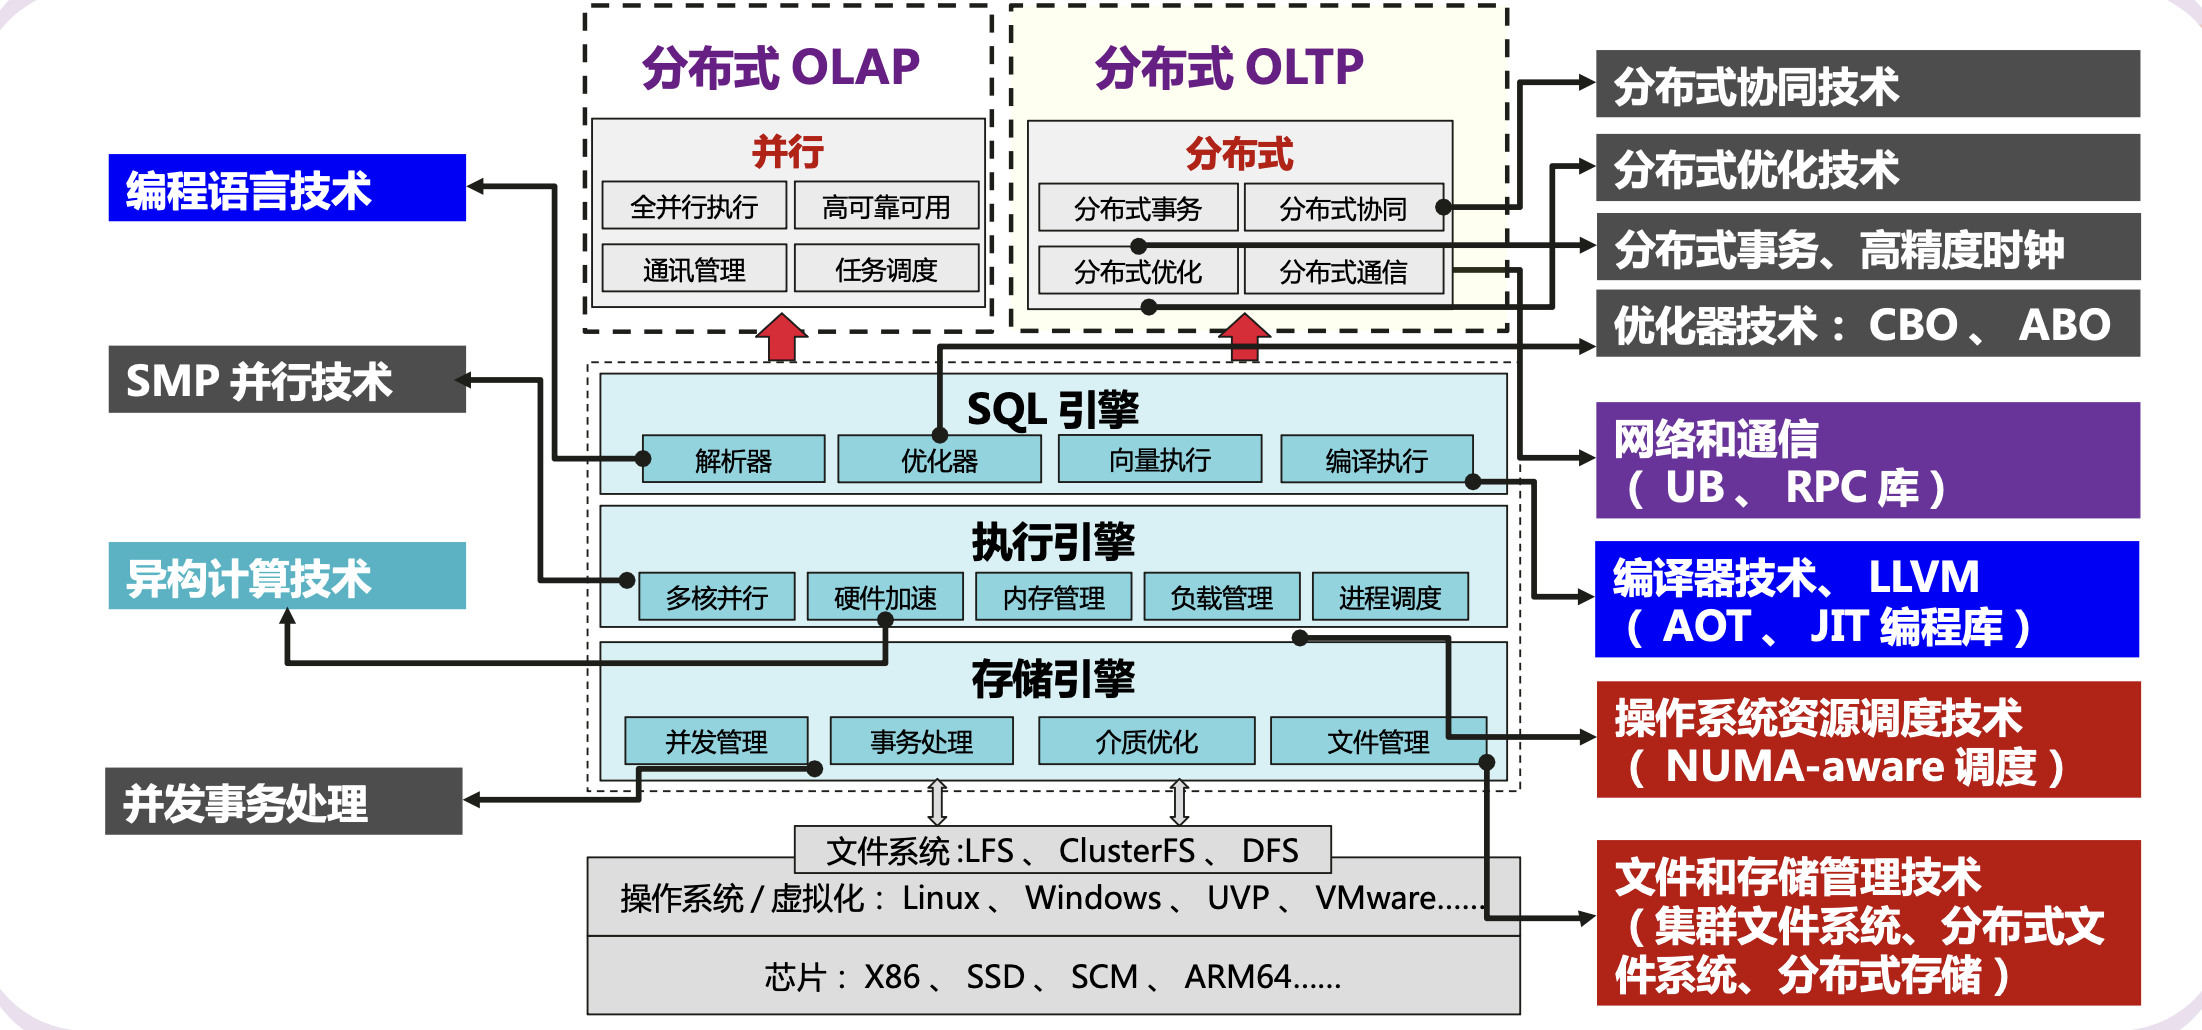 分布式 OLAP
并行
全并行执行
高可靠可用
通讯管理
任务调度
分布式 OLTP
分布式
分布式事务
分布式协同
分布式优化
分布式通信
编程语言技术
SMP 并行技术
异构计算技术
并发事务处理
SQL 引擎
解析器
优化器
向量执行
编译执行
执行引擎
多核并行
硬件加速
内存管理
负载管理
进程调度
存储引擎
并发管理
事务处理
介质优化
文件管理
文件系统 :LFS 、 ClusterFS 、 DFS
操作系统 / 虚拟化： Linux 、 Windows 、 UVP 、 VMware……
芯片： X86 、 SSD 、 SCM 、 ARM64……
分布式协同技术
分布式优化技术
分布式事务、高精度时钟
优化器技术： CBO 、 ABO
网络和通信
（ UB 、 RPC 库）
编译器技术、 LLVM
（ AOT 、 JIT 编程库）
操作系统资源调度技术
（ NUMA-aware 调度）
文件和存储管理技术
（集群文件系统、分布式文
件系统、分布式存储）